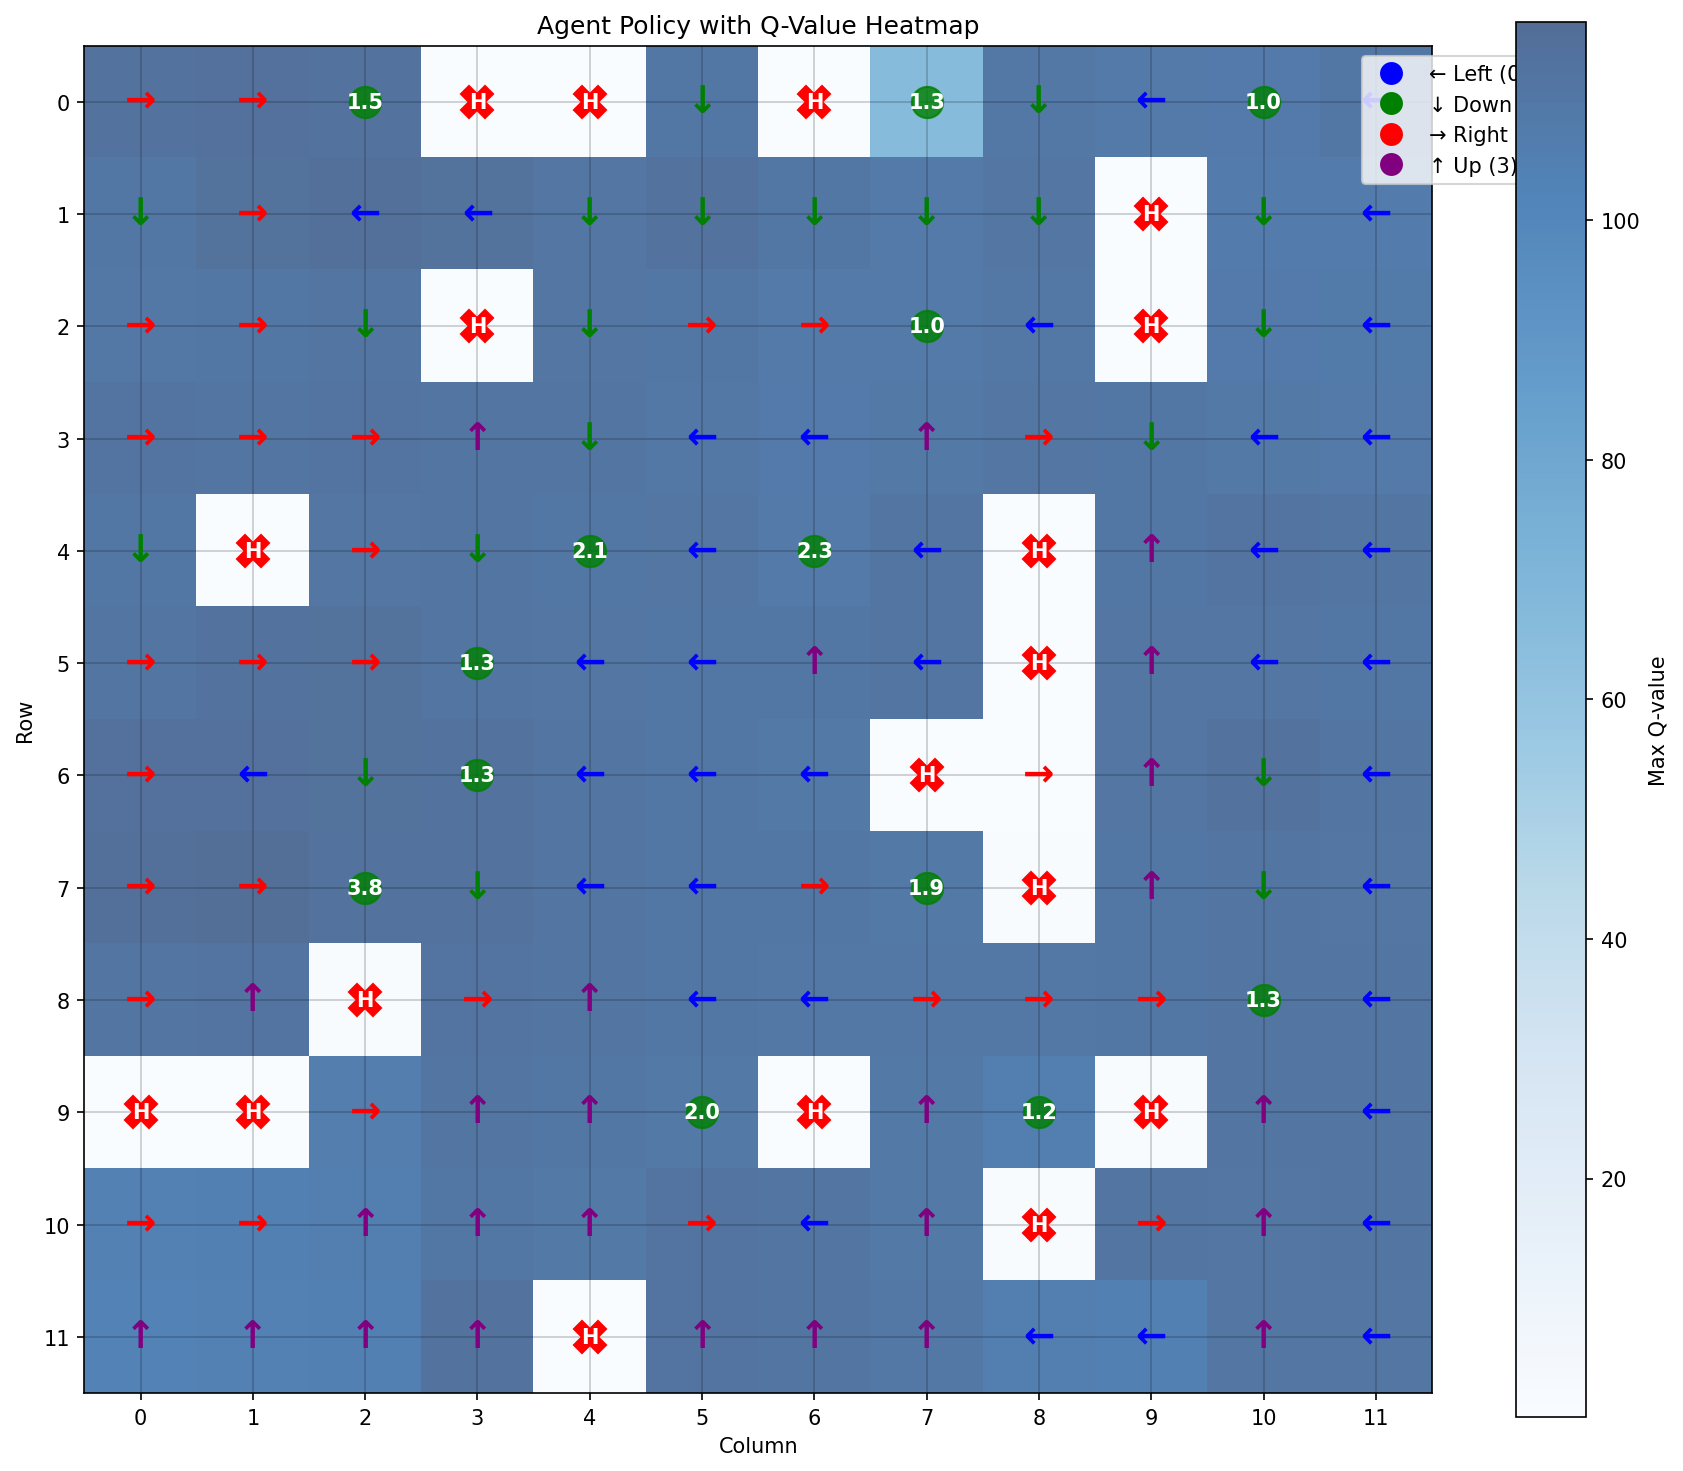 Agent Policy with Q-Value Heatmap
← Left (0
↓ Down
→ Right
↑ Up (3)
0 → → 1.5 H H ↓ H 1.3 ↓ ← 1.0 ←
1 ↓ → ← ← ↓ ↓ ↓ ↓ ↓ H ↓ ←
2 → → ↓ H ↓ → → 1.0 ← H ↓ ←
3 → → → ↑ ↓ ← ← ↑ → ↓ ← ←
4 ↓ H → ↓ 2.1 ← 2.3 ← H ↑ ← ←
5 → → → 1.3 ← ← ↑ ← H ↑ ← ←
6 → ← ↓ 1.3 ← ← ← H → ↑ ↓ ←
7 → → 3.8 ↓ ← ← → 1.9 H ↑ ↓ ←
8 → ↑ H → ↑ ← ← → → → 1.3 ←
9 H H → ↑ ↑ 2.0 H ↑ 1.2 H ↑ ←
10 → → ↑ ↑ ↑ → ← ↑ H → ↑ ←
11 ↑ ↑ ↑ ↑ H ↑ ↑ ↑ ← ← ↑ ←
0 1 2 3 4 5 6 7 8 9 10 11
Column
Row
100
80
60
40
20
Max Q-value